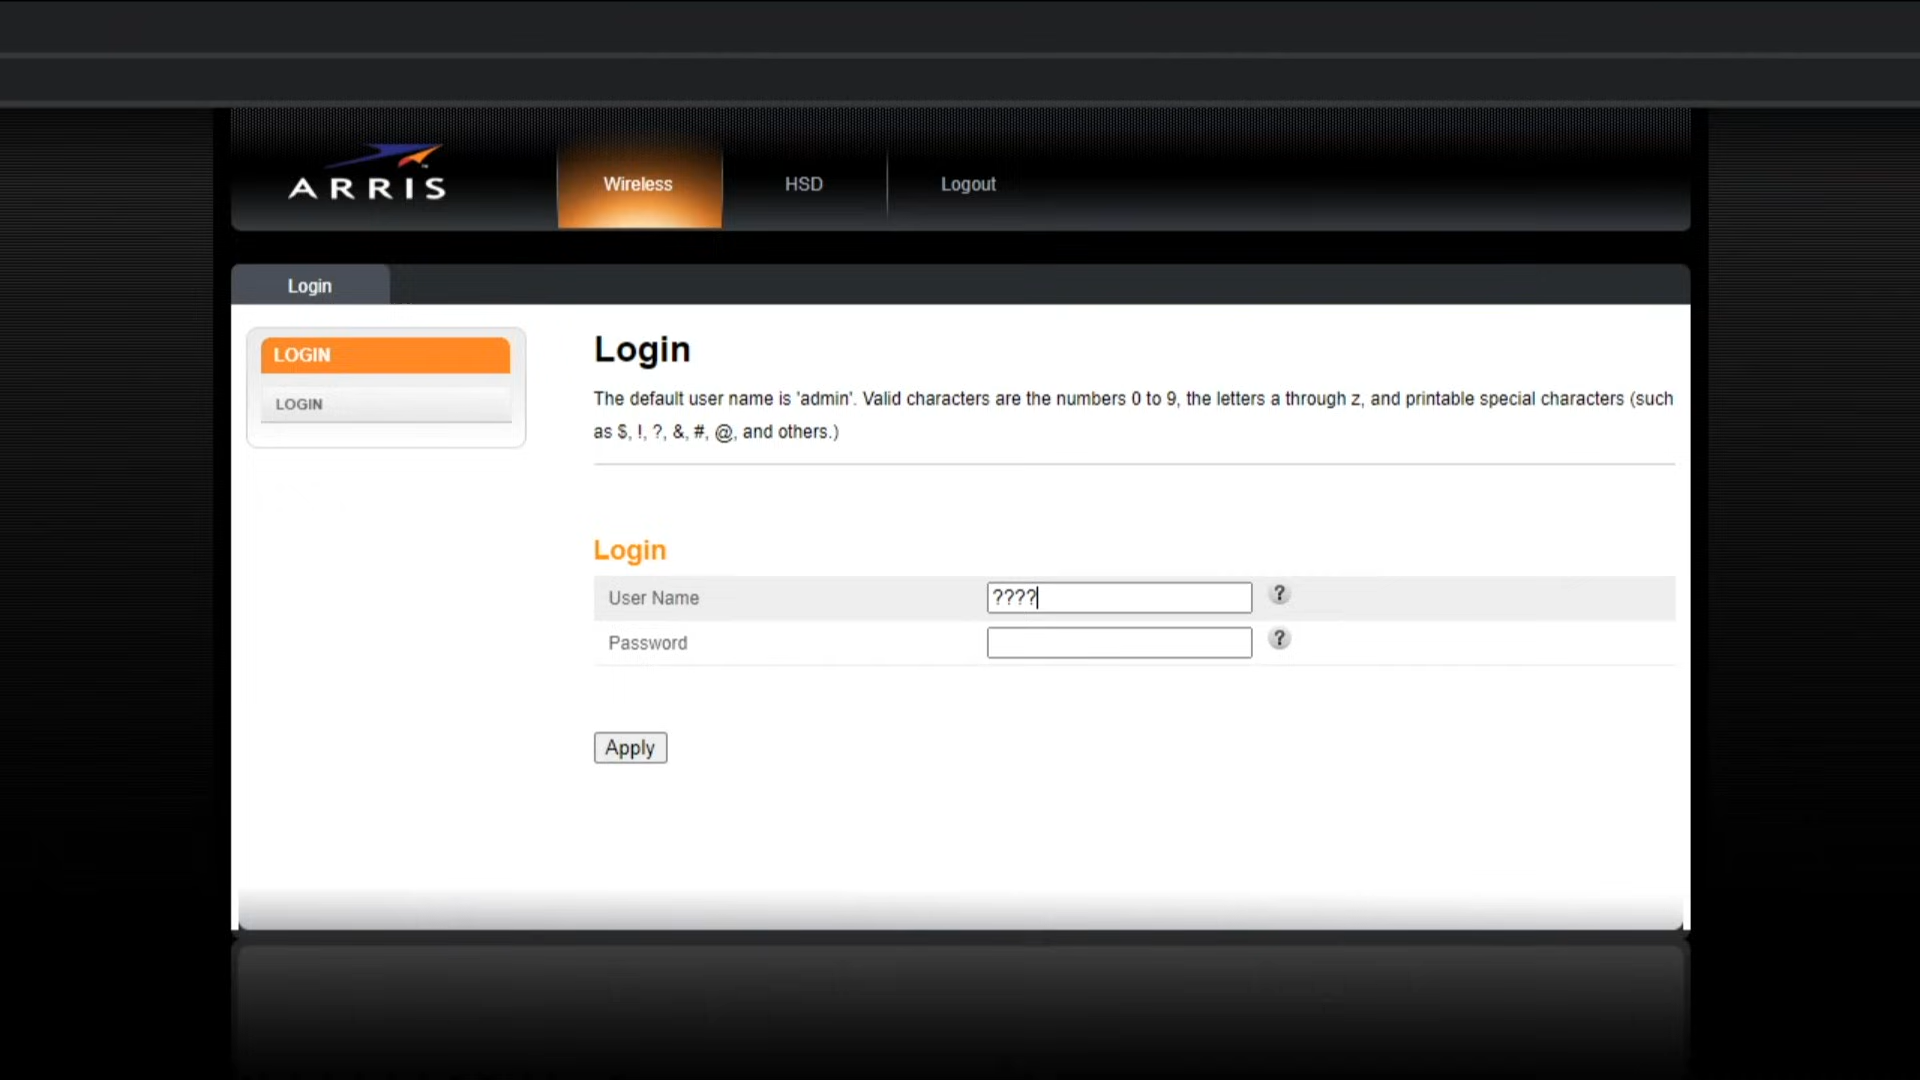 ARRIS
Wireless
HSD
Logout
Login
LOGIN
LOGIN
Login
The default user name is 'admin'. Valid characters are the numbers 0 to 9, the letters a through z, and printable special characters (such
as $, !, ?, &, #, @, and others.)
Login
User Name
????
?
Password
?
Apply